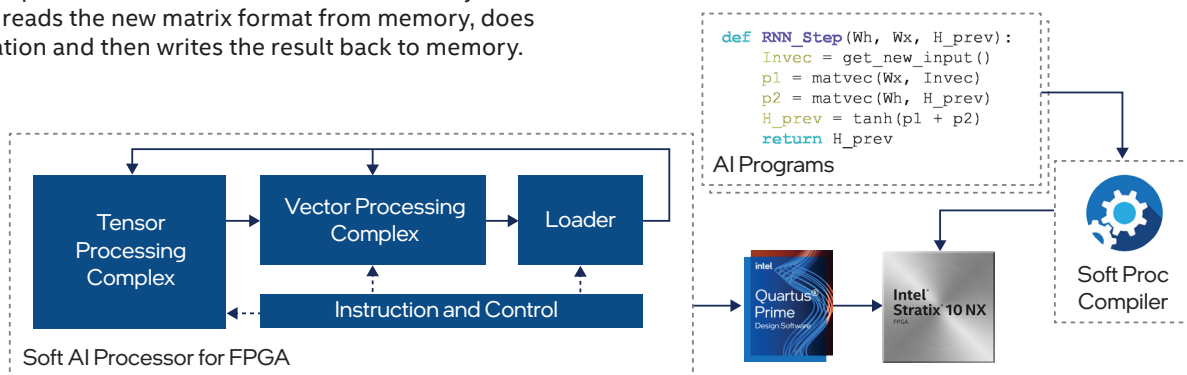 reads the new matrix format from memory, does
ation and then writes the result back to memory.
def RNN_Step(Wh, Wx, H_prev):
Invec = get_new_input()
p1 = matvec(Wx, Invec)
p2 = matvec(Wh, H_prev)
H_prev = tanh(p1 + p2)
return H_prev
AI Programs
Tensor
Processing
Complex
Vector Processing
Complex
Loader
Instruction and Control
Soft AI Processor for FPGA
intel
Quartus®
Prime
Design Software
Intel®
Stratix® 10 NX
FPGA
Soft Proc
Compiler